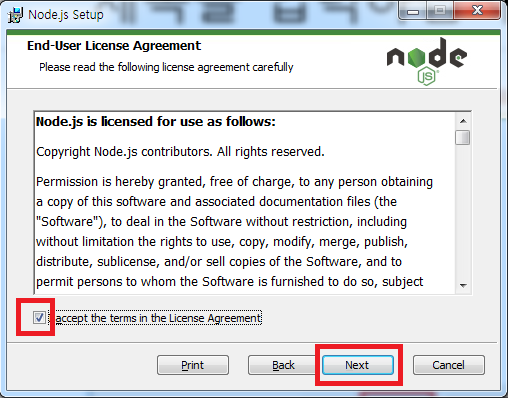 Node.js Setup
End-User License Agreement
Please read the following license agreement carefully
node
JS
Node.js is licensed for use as follows:
Copyright Node.js contributors. All rights reserved.
Permission is hereby granted, free of charge, to any person obtaining
a copy of this software and associated documentation files (the
"Software"), to deal in the Software without restriction, including
without limitation the rights to use, copy, modify, merge, publish,
distribute, sublicense, and/or sell copies of the Software, and to
permit persons to whom the Software is furnished to do so, subject
I accept the terms in the License Agreement
Print
Back
Next
Cancel